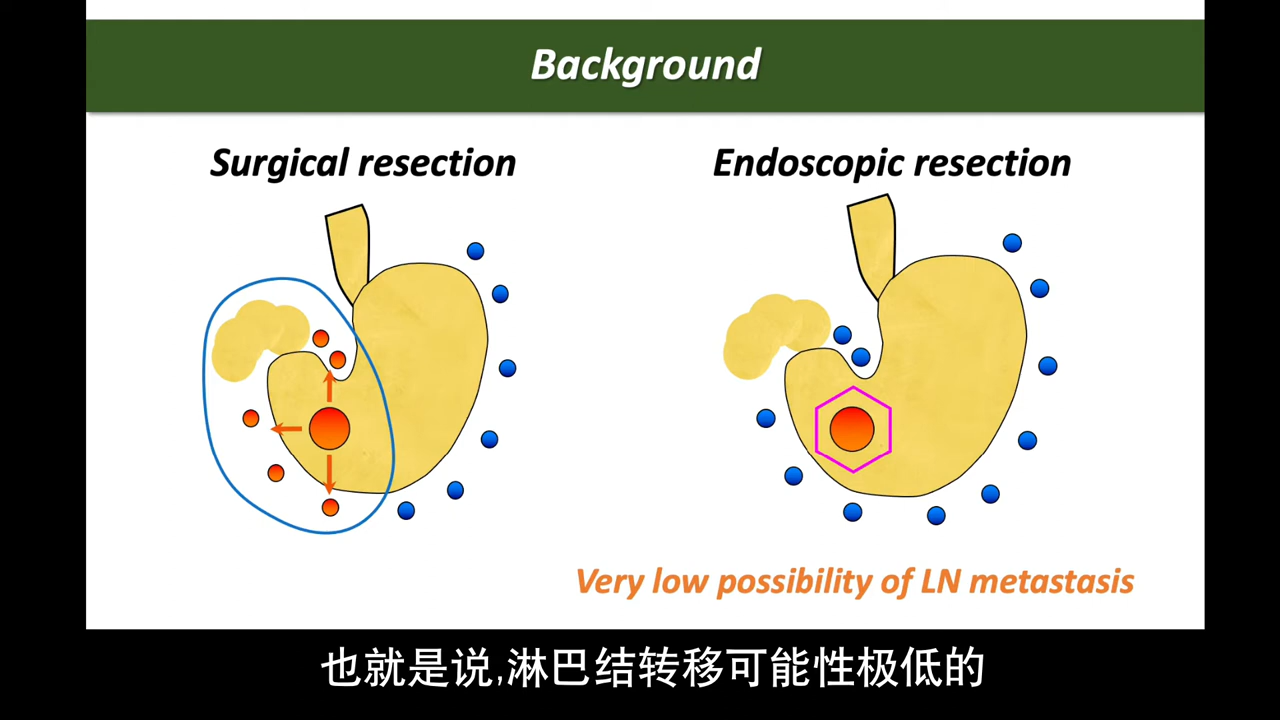 Background
Surgical resection
Endoscopic resection
Very low possibility of LN metastasis
也就是说,淋巴结转移可能性极低的